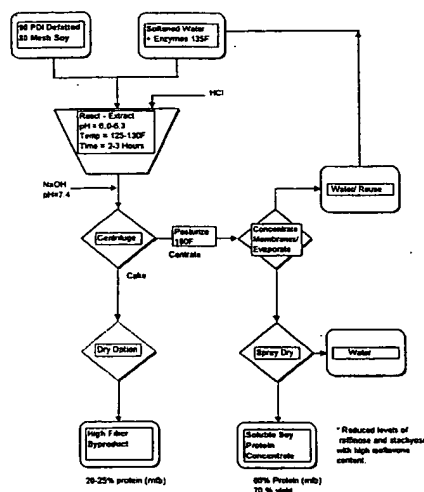 90 PDI Defatted
80 Mesh Soy
Softened Water
+ Enzymes 135F
HCl
React - Extract
pH = 6.0-6.3
Temp = 125-130F
Time = 2-3 Hours
NaOH
pH=7.4
Water/ Reuse
Centrifuge
Pasturize
180F
Centrate
Concentrate
Membranes/
Evaporate
Cake
Dry Option
Spray Dry
Water
High Fiber
Byproduct
Soluble Soy
Protein
Concentrate
* Reduced levels of
raffinose and stachyose
with high isoflavone
content.
20-25% protein (mfb)
60% Protein (mfb)
70 % yield